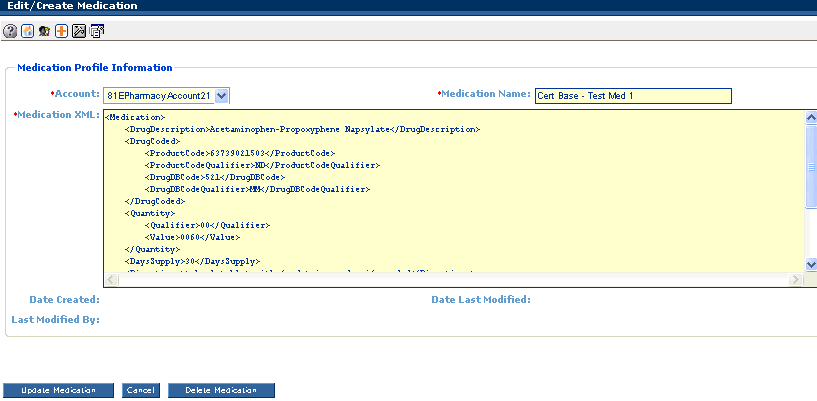 Edit/Create Medication
Medication Profile Information
*Account: 81EPharmacyAccount21 *Medication Name: Cert Base - Test Med 1
*Medication XML: <Medication>
<DrugDescription>Acetaminophen-Propoxyphene Napsylate</DrugDescription>
<DrugCoded>
<ProductCode>63739021503</ProductCode>
<ProductCodeQualifier>ND</ProductCodeQualifier>
<DrugDBCode>521</DrugDBCode>
<DrugDBCodeQualifier>MM</DrugDBCodeQualifier>
</DrugCoded>
<Quantity>
<Qualifier>00</Qualifier>
<Value>0060</Value>
</Quantity>
<DaysSupply>30</DaysSupply>
Date Created: Date Last Modified:
Last Modified By:
Update Medication Cancel Delete Medication